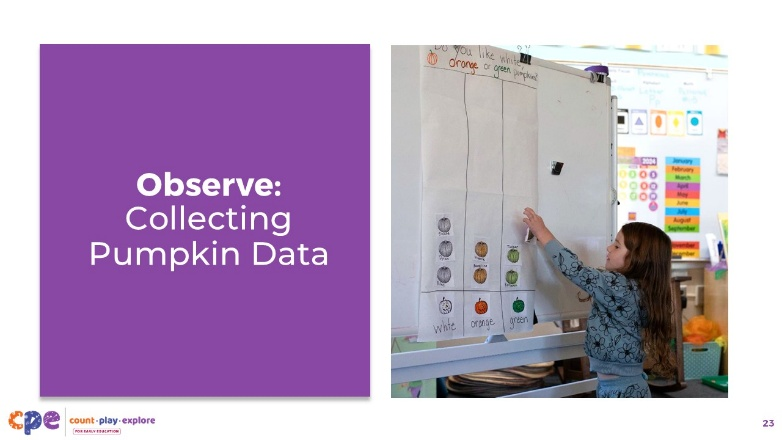 Observe:
Collecting
Pumpkin Data
Do you like white,
orange or green pumpkins?
white
orange
green
2024
January
February
March
April
May
June
July
August
September
November
December
cpe
count·play·explore
FOR EARLY EDUCATION
23